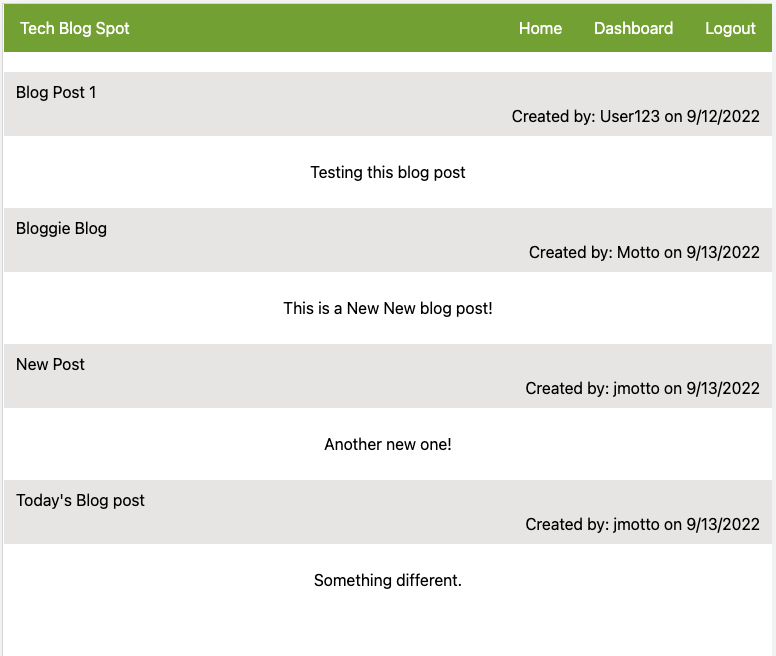 Tech Blog Spot Home Dashboard Logout
Blog Post 1
Created by: User123 on 9/12/2022
Testing this blog post
Bloggie Blog
Created by: Motto on 9/13/2022
This is a New New blog post!
New Post
Created by: jmotto on 9/13/2022
Another new one!
Today's Blog post
Created by: jmotto on 9/13/2022
Something different.